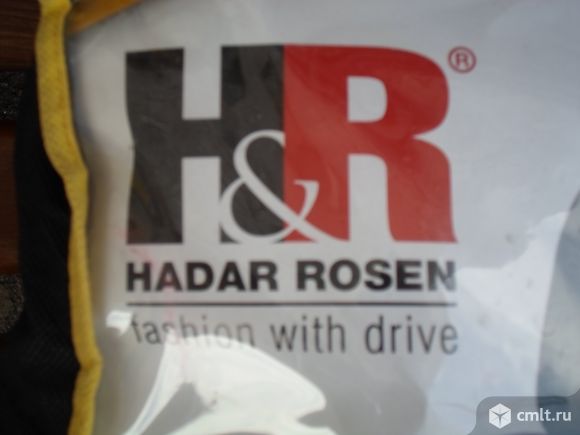 H&R®
HADAR ROSEN
fashion with drive
cmlt.ru